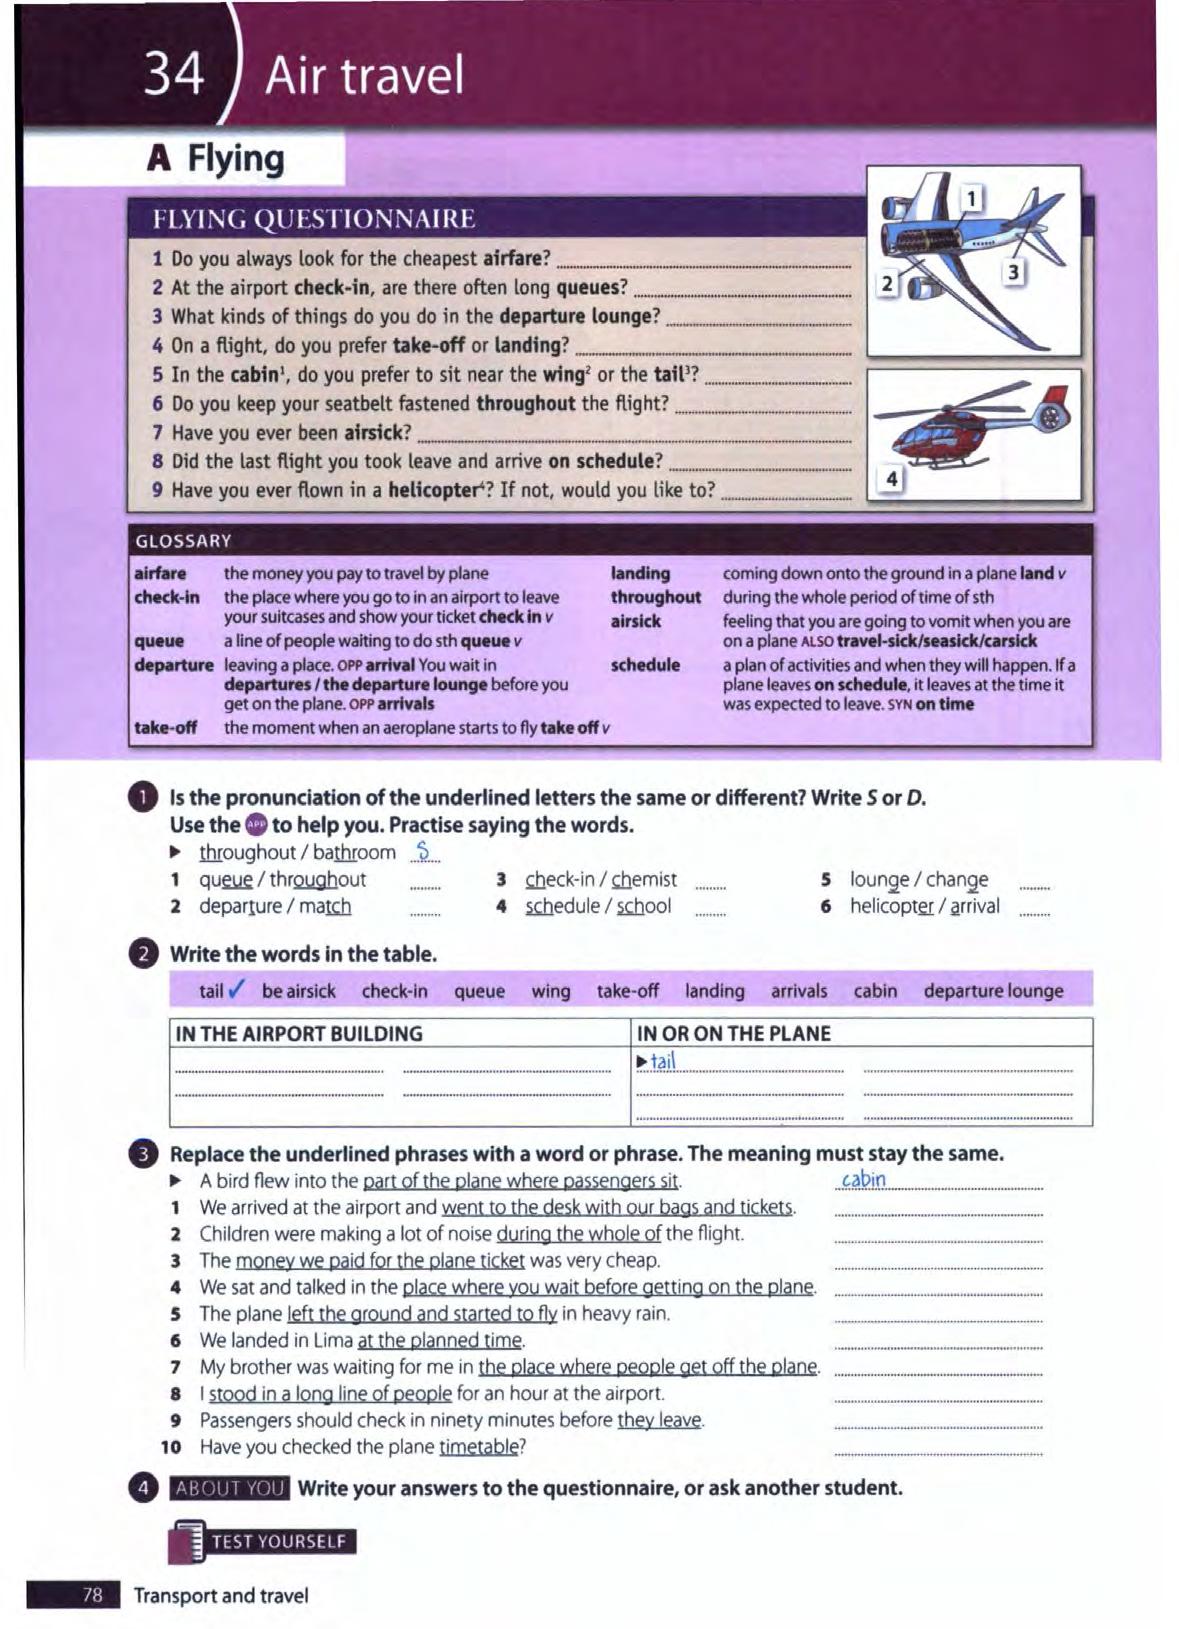 34 Air travel
A Flying
FLYING QUESTIONNAIRE
1 Do you always look for the cheapest airfare?
2 At the airport check-in, are there often long queues?
3 What kinds of things do you do in the departure lounge?
4 On a flight, do you prefer take-off or landing?
5 In the cabin¹, do you prefer to sit near the wing² or the tail³?
6 Do you keep your seatbelt fastened throughout the flight?
7 Have you ever been airsick?
8 Did the last flight you took leave and arrive on schedule?
9 Have you ever flown in a helicopter⁴? If not, would you like to?
1
2
3
4
GLOSSARY
airfare the money you pay to travel by plane
check-in the place where you go to in an airport to leave
your suitcases and show your ticket check in v
queue a line of people waiting to do sth queue v
departure leaving a place. OPP arrival You wait in
departures / the departure lounge before you
get on the plane. OPP arrivals
take-off the moment when an aeroplane starts to fly take off v
landing coming down onto the ground in a plane land v
throughout during the whole period of time of sth
airsick feeling that you are going to vomit when you are
on a plane ALSO travel-sick/seasick/carsick
schedule a plan of activities and when they will happen. If a
plane leaves on schedule, it leaves at the time it
was expected to leave. SYN on time
1 Is the pronunciation of the underlined letters the same or different? Write S or D.
Use the APP to help you. Practise saying the words.
► throughout / bathroom S
1 queue / throughout 3 check-in / chemist 5 lounge / change
2 departure / match 4 schedule / school 6 helicopter / arrival
2 Write the words in the table.
tail ✓ be airsick check-in queue wing take-off landing arrivals cabin departure lounge
IN THE AIRPORT BUILDING IN OR ON THE PLANE
► tail
3 Replace the underlined phrases with a word or phrase. The meaning must stay the same.
► A bird flew into the part of the plane where passengers sit. cabin
1 We arrived at the airport and went to the desk with our bags and tickets.
2 Children were making a lot of noise during the whole of the flight.
3 The money we paid for the plane ticket was very cheap.
4 We sat and talked in the place where you wait before getting on the plane.
5 The plane left the ground and started to fly in heavy rain.
6 We landed in Lima at the planned time.
7 My brother was waiting for me in the place where people get off the plane.
8 I stood in a long line of people for an hour at the airport.
9 Passengers should check in ninety minutes before they leave.
10 Have you checked the plane timetable?
4 ABOUT YOU Write your answers to the questionnaire, or ask another student.
TEST YOURSELF
78 Transport and travel